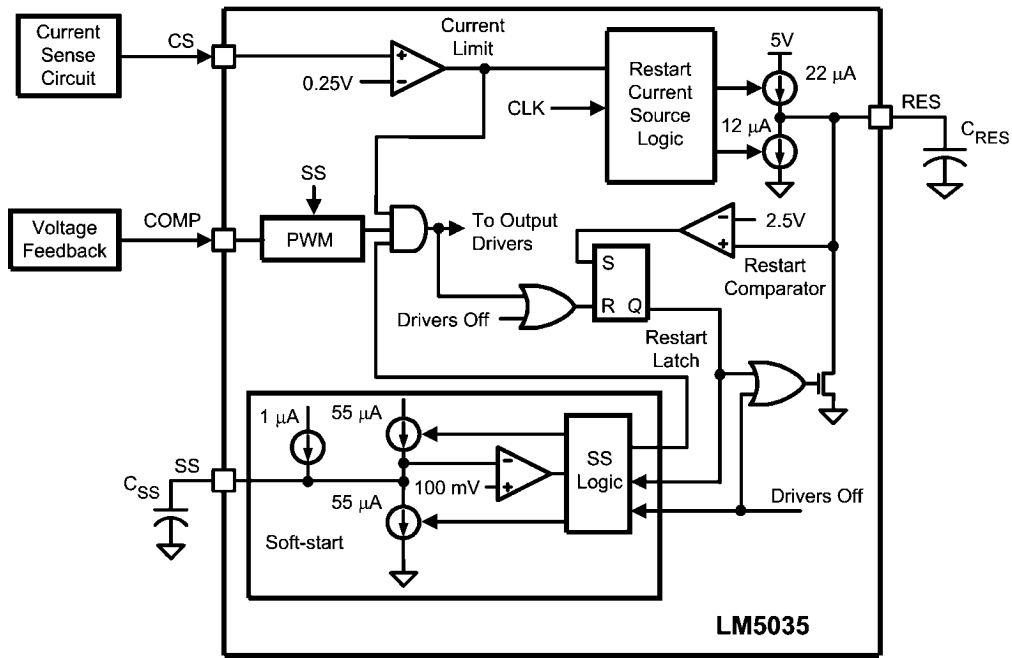 Current
Sense
Circuit
CS
0.25V
+
−
Current
Limit
CLK
Restart
Current
Source
Logic
5V
22 μA
12 μA
RES
C_RES
SS
Voltage
Feedback
COMP
PWM
To Output
Drivers
−
+
2.5V
Restart
Comparator
S
R Q
Drivers Off
Restart
Latch
1 μA
55 μA
−
+
100 mV
SS
Logic
SS
C_SS
55 μA
Soft-start
Drivers Off
LM5035